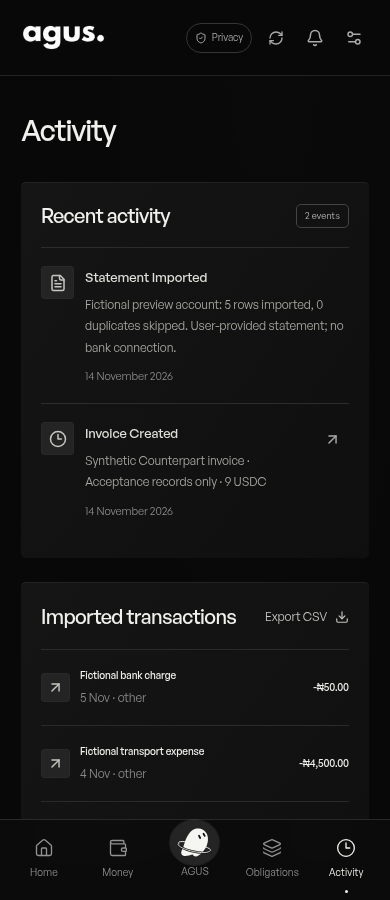 agus.
Privacy
Activity
Recent activity
2 events
Statement Imported
Fictional preview account: 5 rows imported, 0
duplicates skipped. User-provided statement; no
bank connection.
14 November 2026
Invoice Created
Synthetic Counterpart invoice ·
Acceptance records only · 9 USDC
14 November 2026
Imported transactions
Export CSV
Fictional bank charge
-₦50.00
5 Nov · other
Fictional transport expense
-₦4,500.00
4 Nov · other
Home
Money
AGUS
Obligations
Activity